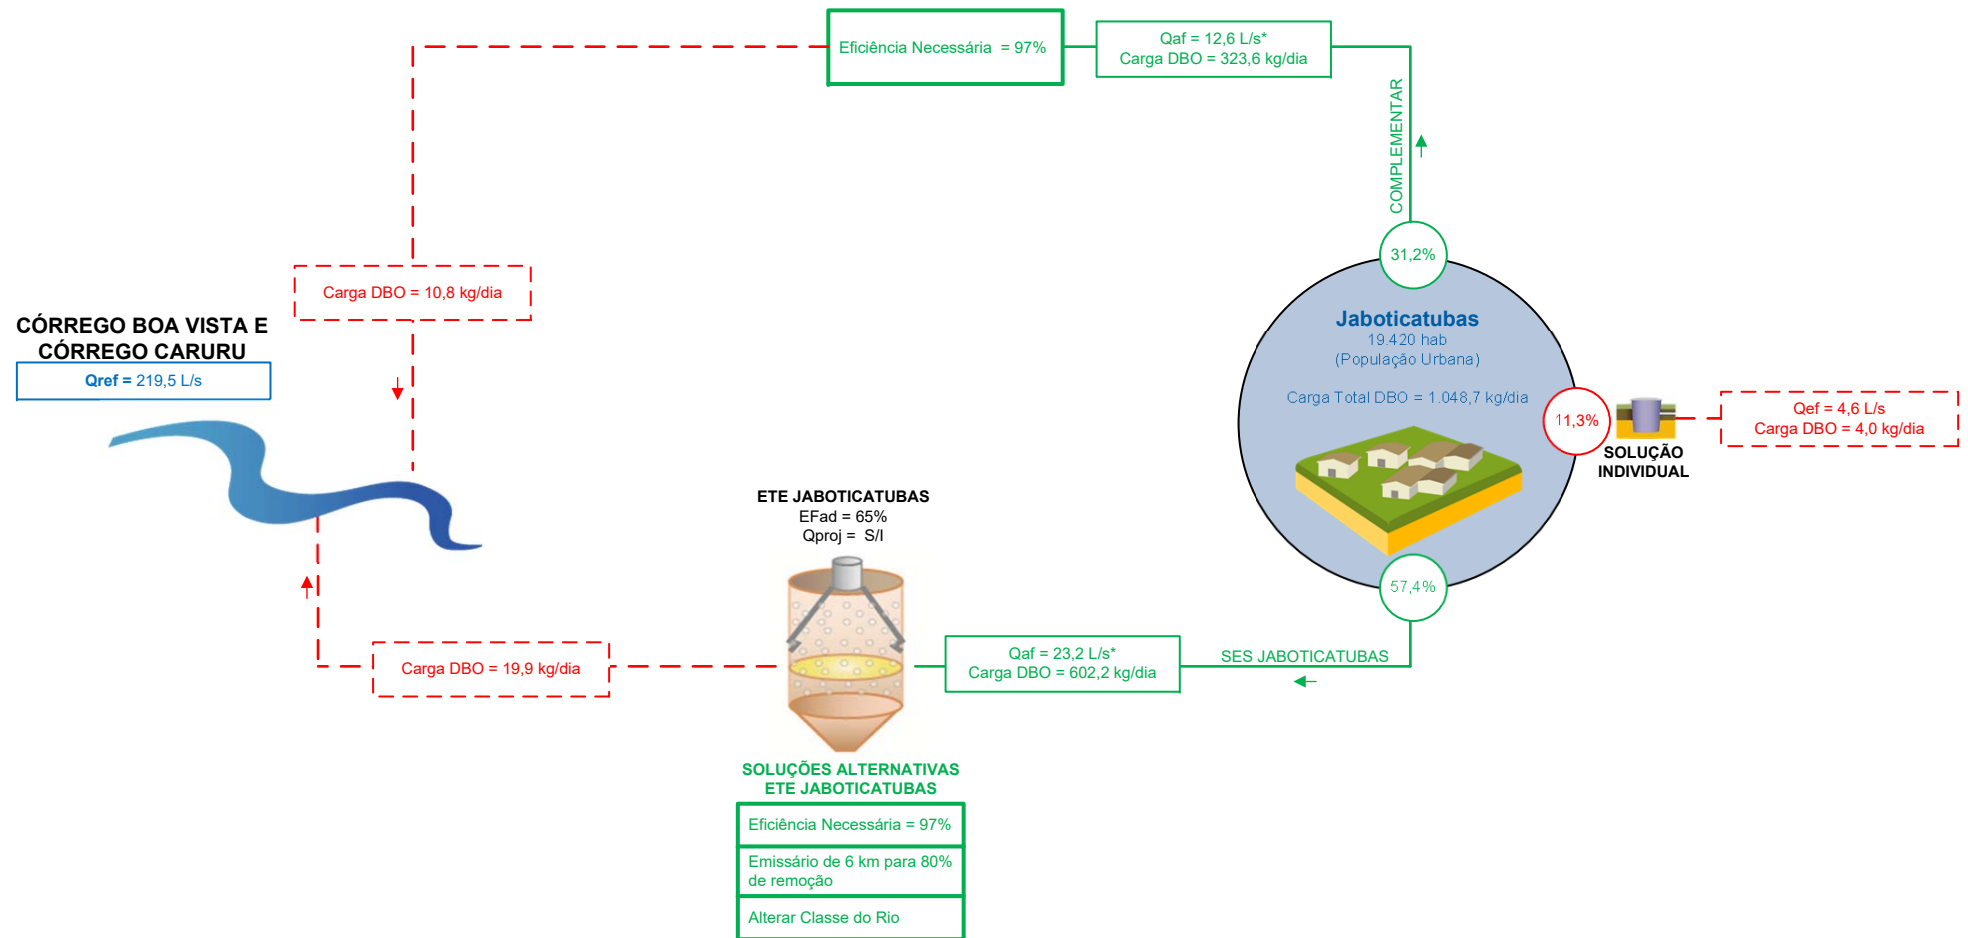 Eficiência Necessária = 97%
Qaf = 12,6 L/s*
Carga DBO = 323,6 kg/dia
COMPLEMENTAR
31,2%
Carga DBO = 10,8 kg/dia
CÓRREGO BOA VISTA E
CÓRREGO CARURU
Qref = 219,5 L/s
Jaboticatubas
19.420 hab
(População Urbana)
Carga Total DBO = 1.048,7 kg/dia
11,3%
SOLUÇÃO
INDIVIDUAL
Qef = 4,6 L/s
Carga DBO = 4,0 kg/dia
57,4%
ETE JABOTICATUBAS
EFad = 65%
Qproj = S/I
Carga DBO = 19,9 kg/dia
Qaf = 23,2 L/s*
Carga DBO = 602,2 kg/dia
SES JABOTICATUBAS
SOLUÇÕES ALTERNATIVAS
ETE JABOTICATUBAS
Eficiência Necessária = 97%
Emissário de 6 km para 80%
de remoção
Alterar Classe do Rio